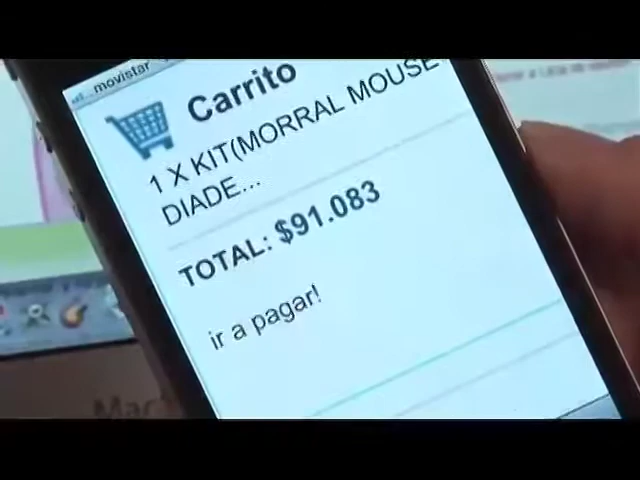 movistar
Carrito
1 X KIT(MORRAL MOUSE
DIADE...
TOTAL: $91.083
ir a pagar!